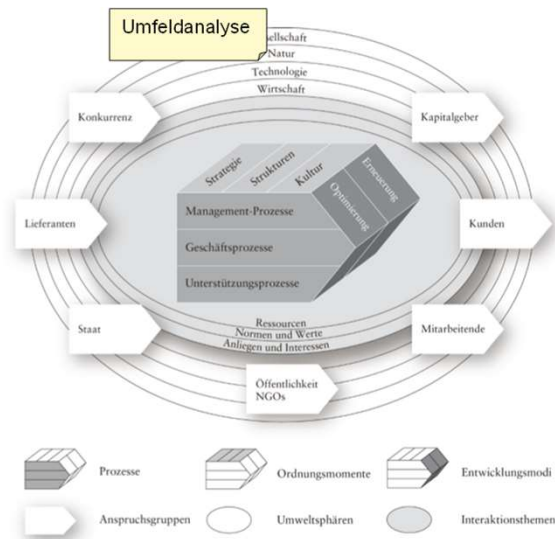 Umfeldanalyse
sellschaft
Natur
Technologie
Wirtschaft
Konkurrenz
Kapitalgeber
Strategie
Strukturen
Kultur
Erneuerung
Optimierung
Management-Prozesse
Lieferanten
Kunden
Geschäftsprozesse
Unterstützungsprozesse
Ressourcen
Normen und Werte
Anliegen und Interessen
Staat
Mitarbeitende
Öffentlichkeit
NGOs
Prozesse
Ordnungsmomente
Entwicklungsmodi
Anspruchsgruppen
Umweltsphären
Interaktionsthemen